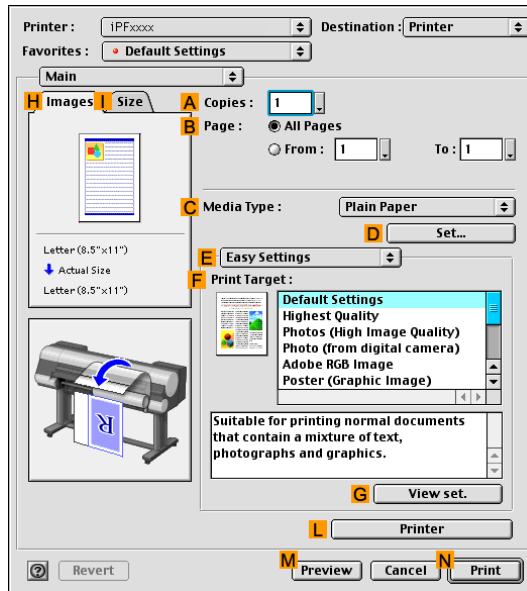 Printer : iPFxxxx Destination : Printer
Favorites : Default Settings
Main
H Images I Size
A Copies : 1
B Page : All Pages
From : 1 To : 1
C Media Type : Plain Paper
D Set...
E Easy Settings
F Print Target :
Default Settings
Highest Quality
Photos (High Image Quality)
Photo (from digital camera)
Adobe RGB Image
Poster (Graphic Image)
Letter (8.5"x11")
Actual Size
Letter (8.5"x11")
R
Suitable for printing normal documents
that contain a mixture of text,
photographs and graphics.
G View set.
L Printer
? Revert M Preview Cancel N Print